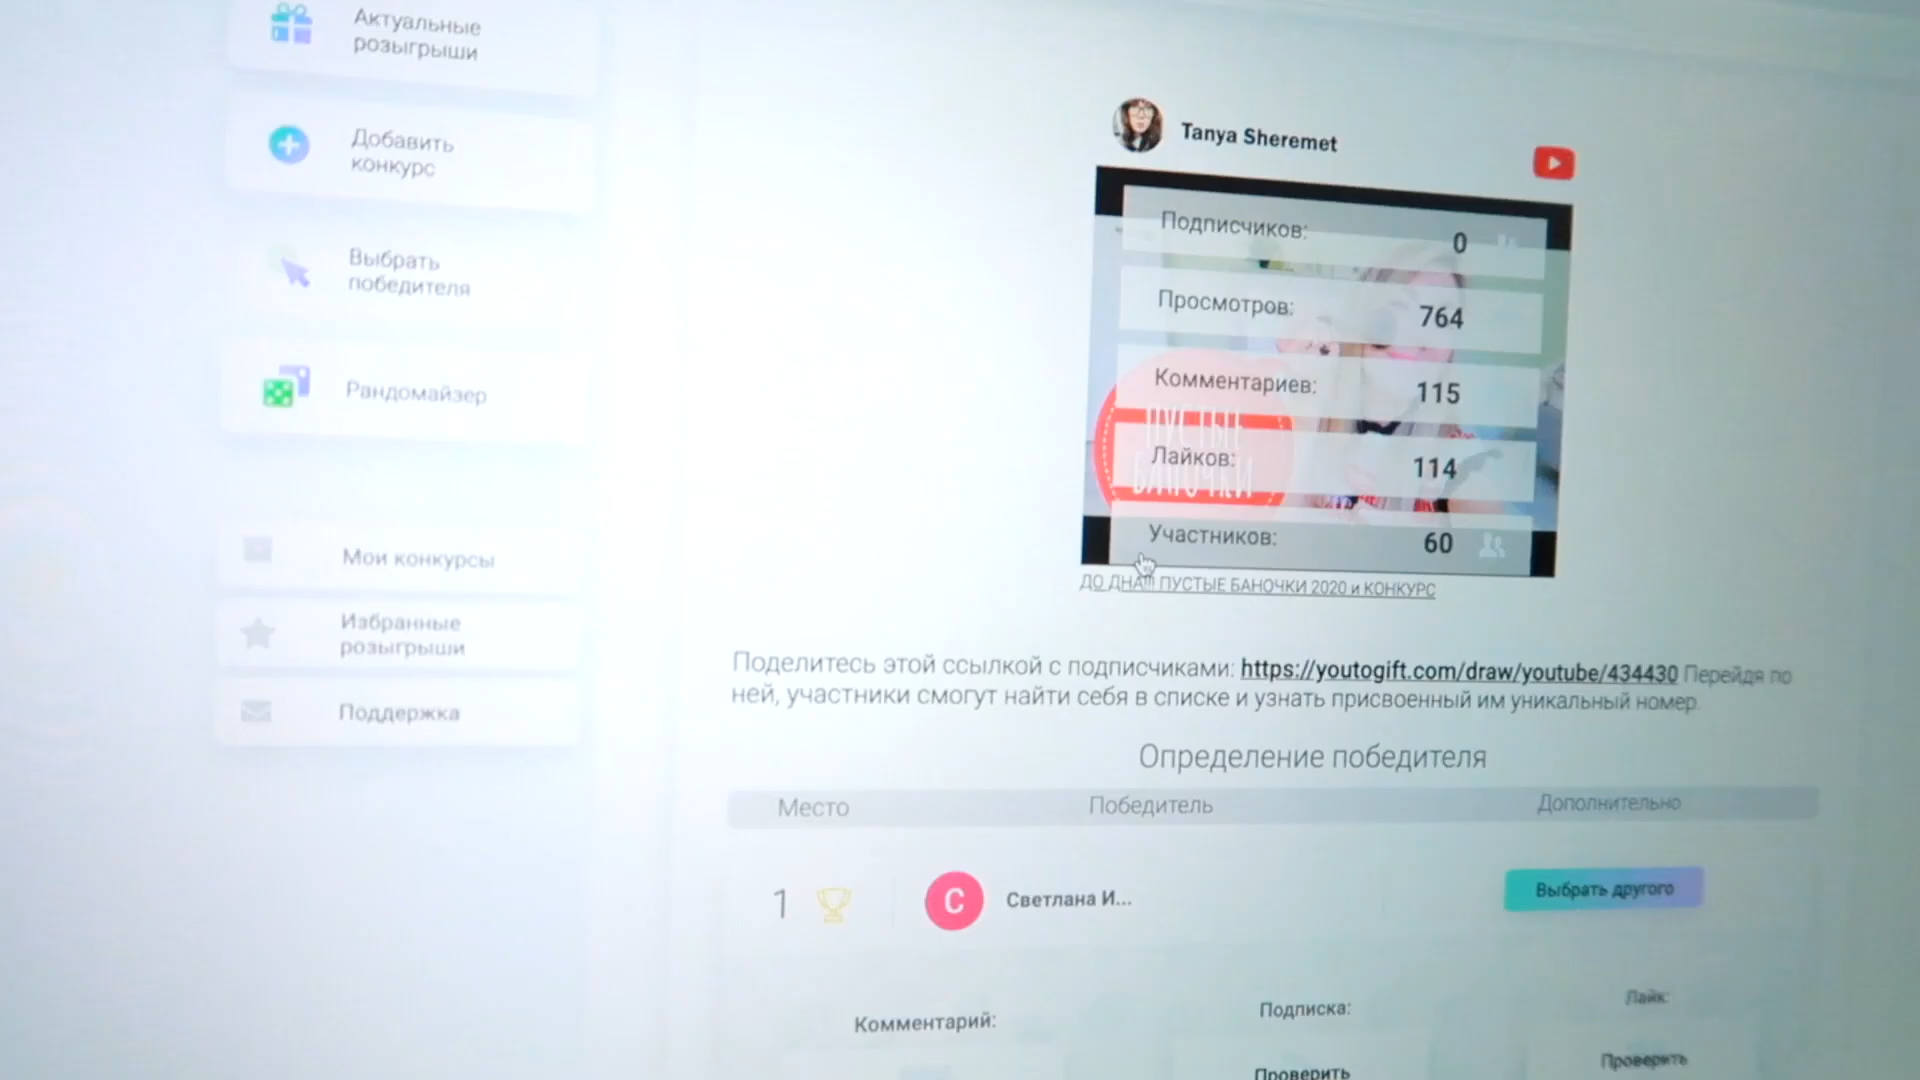 Актуальные
розыгрыши
Добавить
конкурс
Выбрать
победителя
Рандомайзер
Мои конкурсы
Избранные
розыгрыши
Поддержка
Tanya Sheremet
Подписчиков: 0
Просмотров: 764
Комментариев: 115
ПУСТЫЕ
Лайков: 114
БАНОЧКИ
Участников: 60
ДО ДНА!!! ПУСТЫЕ БАНОЧКИ 2020 и КОНКУРС
Поделитесь этой ссылкой с подписчиками: https://youtogift.com/draw/youtube/434430 Перейдя по
ней, участники смогут найти себя в списке и узнать присвоенный им уникальный номер.
Определение победителя
Место Победитель Дополнительно
1 С Светлана И... Выбрать другого
Комментарий: Подписка: Лайк:
Проверить Проверить